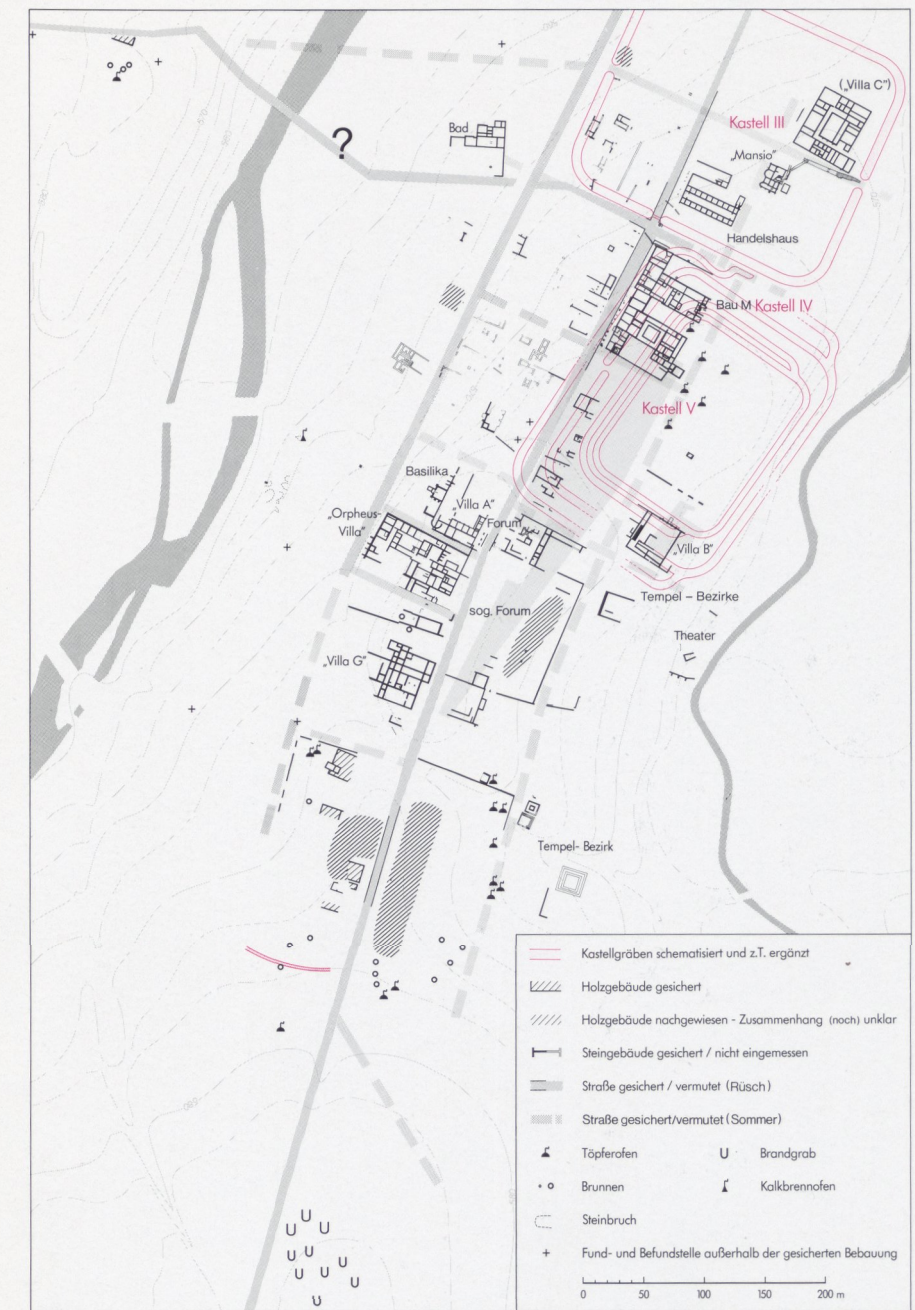 ?
Bad
(„Villa C")
Kastell III
„Mansio"
Handelshaus
Bau M Kastell IV
Kastell V
Basilika
„Villa A"
„Orpheus-
Villa"
Forum
„Villa B"
sog. Forum
Tempel – Bezirke
Theater
„Villa G"
Tempel- Bezirk
Kastellgräben schematisiert und z.T. ergänzt
Holzgebäude gesichert
Holzgebäude nachgewiesen - Zusammenhang (noch) unklar
Steingebäude gesichert / nicht eingemessen
Straße gesichert / vermutet (Rüsch)
Straße gesichert/vermutet (Sommer)
Töpferofen U Brandgrab
Brunnen Kalkbrennofen
Steinbruch
+ Fund- und Befundstelle außerhalb der gesicherten Bebauung
0 50 100 150 200 m